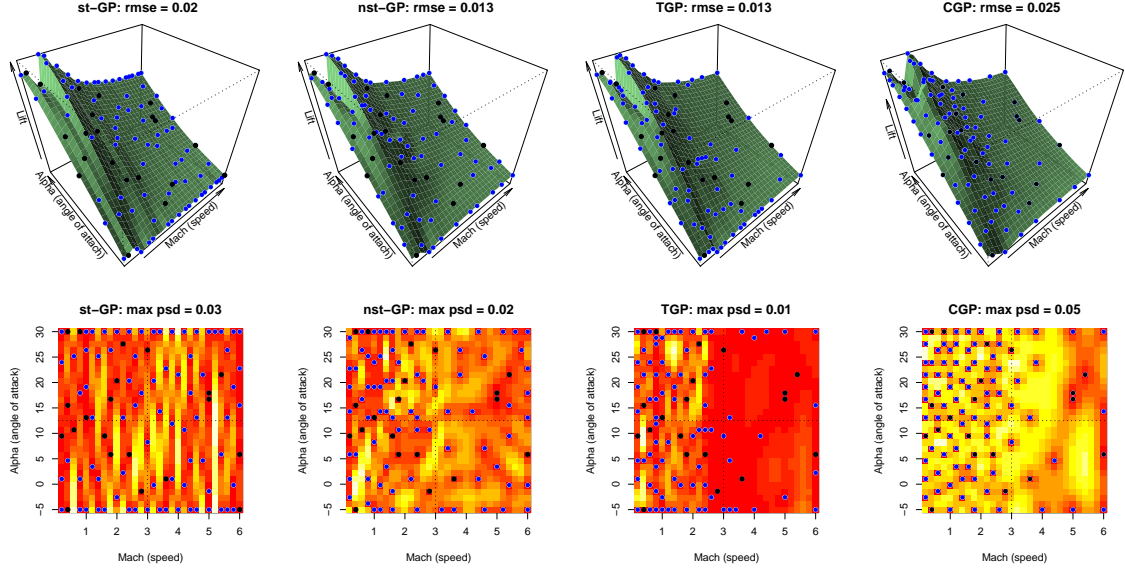 st−GP: rmse = 0.02
nst−GP: rmse = 0.013
TGP: rmse = 0.013
CGP: rmse = 0.025
Lift
Alpha (angle of attach)
Mach (speed)
Lift
Alpha (angle of attach)
Mach (speed)
Lift
Alpha (angle of attach)
Mach (speed)
Lift
Alpha (angle of attach)
Mach (speed)
st−GP: max psd = 0.03
nst−GP: max psd = 0.02
TGP: max psd = 0.01
CGP: max psd = 0.05
Alpha (angle of attack)
30
25
20
15
10
5
0
−5
1 2 3 4 5 6
Mach (speed)
Alpha (angle of attack)
30
25
20
15
10
5
0
−5
1 2 3 4 5 6
Mach (speed)
Alpha (angle of attack)
30
25
20
15
10
5
0
−5
1 2 3 4 5 6
Mach (speed)
Alpha (angle of attack)
30
25
20
15
10
5
0
−5
1 2 3 4 5 6
Mach (speed)